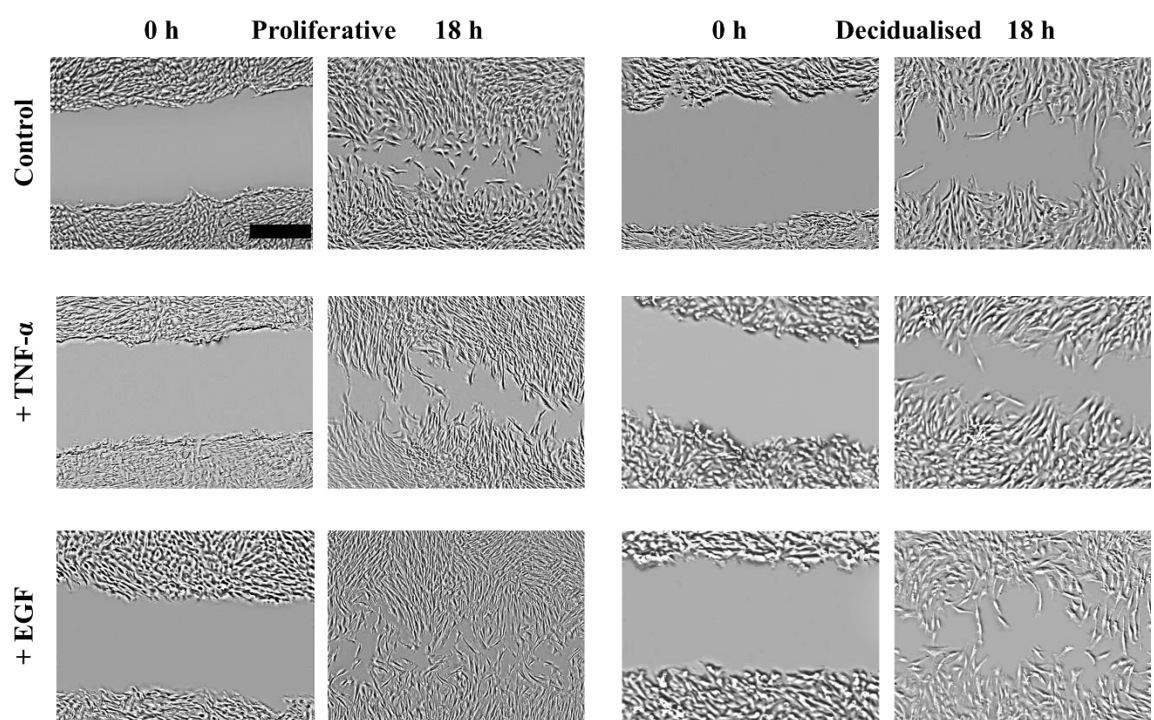 0 h Proliferative 18 h 0 h Decidualised 18 h
Control
+ TNF-α
+ EGF